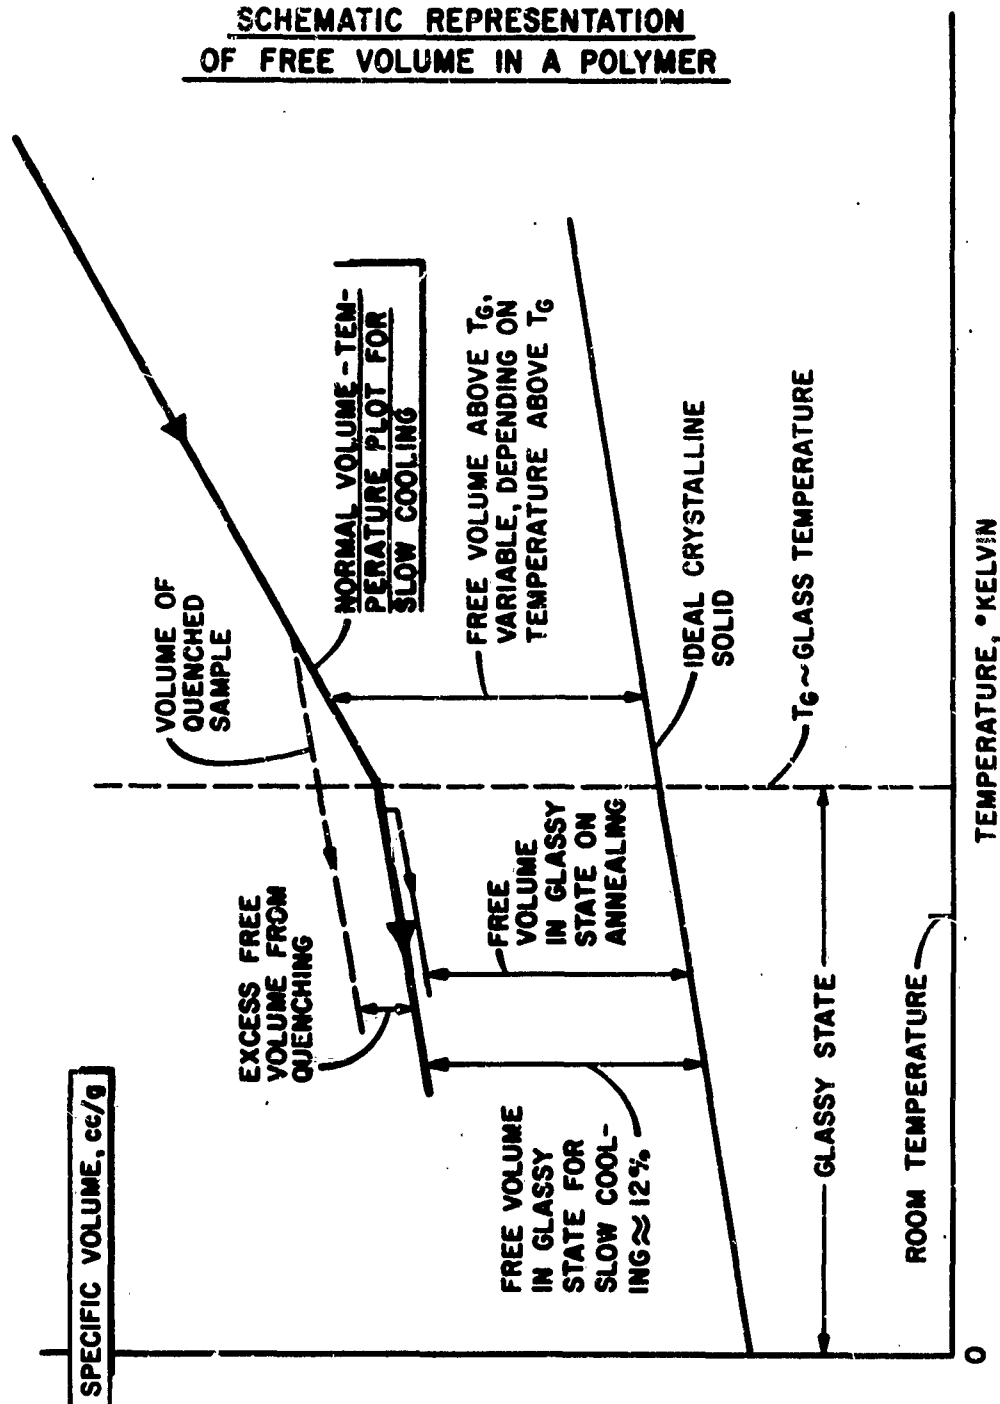 SCHEMATIC REPRESENTATION
OF FREE VOLUME IN A POLYMER
SPECIFIC VOLUME, cc/g
VOLUME OF
QUENCHED
SAMPLE
EXCESS FREE
VOLUME FROM
QUENCHING
NORMAL VOLUME-TEM-
PERATURE PLOT FOR
SLOW COOLING
FREE VOLUME ABOVE TG,
VARIABLE, DEPENDING ON
TEMPERATURE ABOVE TG
FREE
VOLUME
IN GLASSY
STATE ON
ANNEALING
FREE VOLUME
IN GLASSY
STATE FOR
SLOW COOL-
ING≈12%
IDEAL CRYSTALLINE
SOLID
TG~GLASS TEMPERATURE
GLASSY STATE
ROOM TEMPERATURE
0
TEMPERATURE, °KELVIN